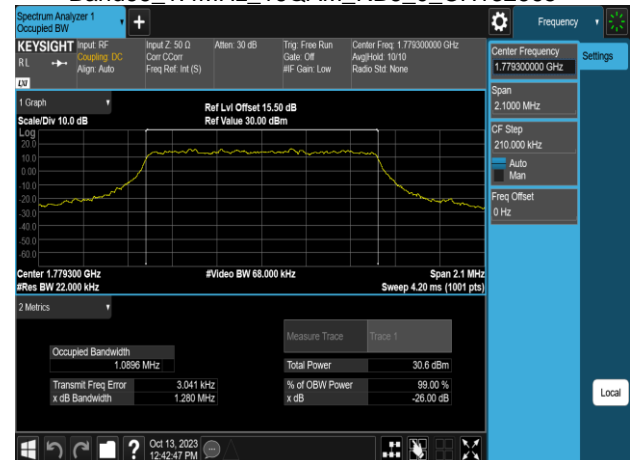 Spectrum Analyzer 1
Occupied BW
Frequency
KEYSIGHT
RL
LXI
Input: RF
Coupling: DC
Align: Auto
Input Z: 50 Ω
Corr CCorr
Freq Ref: Int (S)
Atten: 30 dB
Trig: Free Run
Gate: Off
#IF Gain: Low
Center Freq: 1.779300000 GHz
Avg|Hold: 10/10
Radio Std: None
Center Frequency
1.779300000 GHz
Settings
Span
2.1000 MHz
CF Step
210.000 kHz
Auto
Man
Freq Offset
0 Hz
1 Graph
Scale/Div 10.0 dB
Ref Lvl Offset 15.50 dB
Ref Value 30.00 dBm
Log
20.0
10.0
0.00
-10.0
-20.0
-30.0
-40.0
-50.0
-60.0
Center 1.779300 GHz
#Res BW 22.000 kHz
#Video BW 68.000 kHz
Span 2.1 MHz
Sweep 4.20 ms (1001 pts)
2 Metrics
Measure Trace
Trace 1
Occupied Bandwidth
1.0896 MHz
Total Power
30.6 dBm
Transmit Freq Error
3.041 kHz
% of OBW Power
99.00 %
x dB Bandwidth
1.280 MHz
x dB
-26.00 dB
Local
Oct 13, 2023
12:42:47 PM